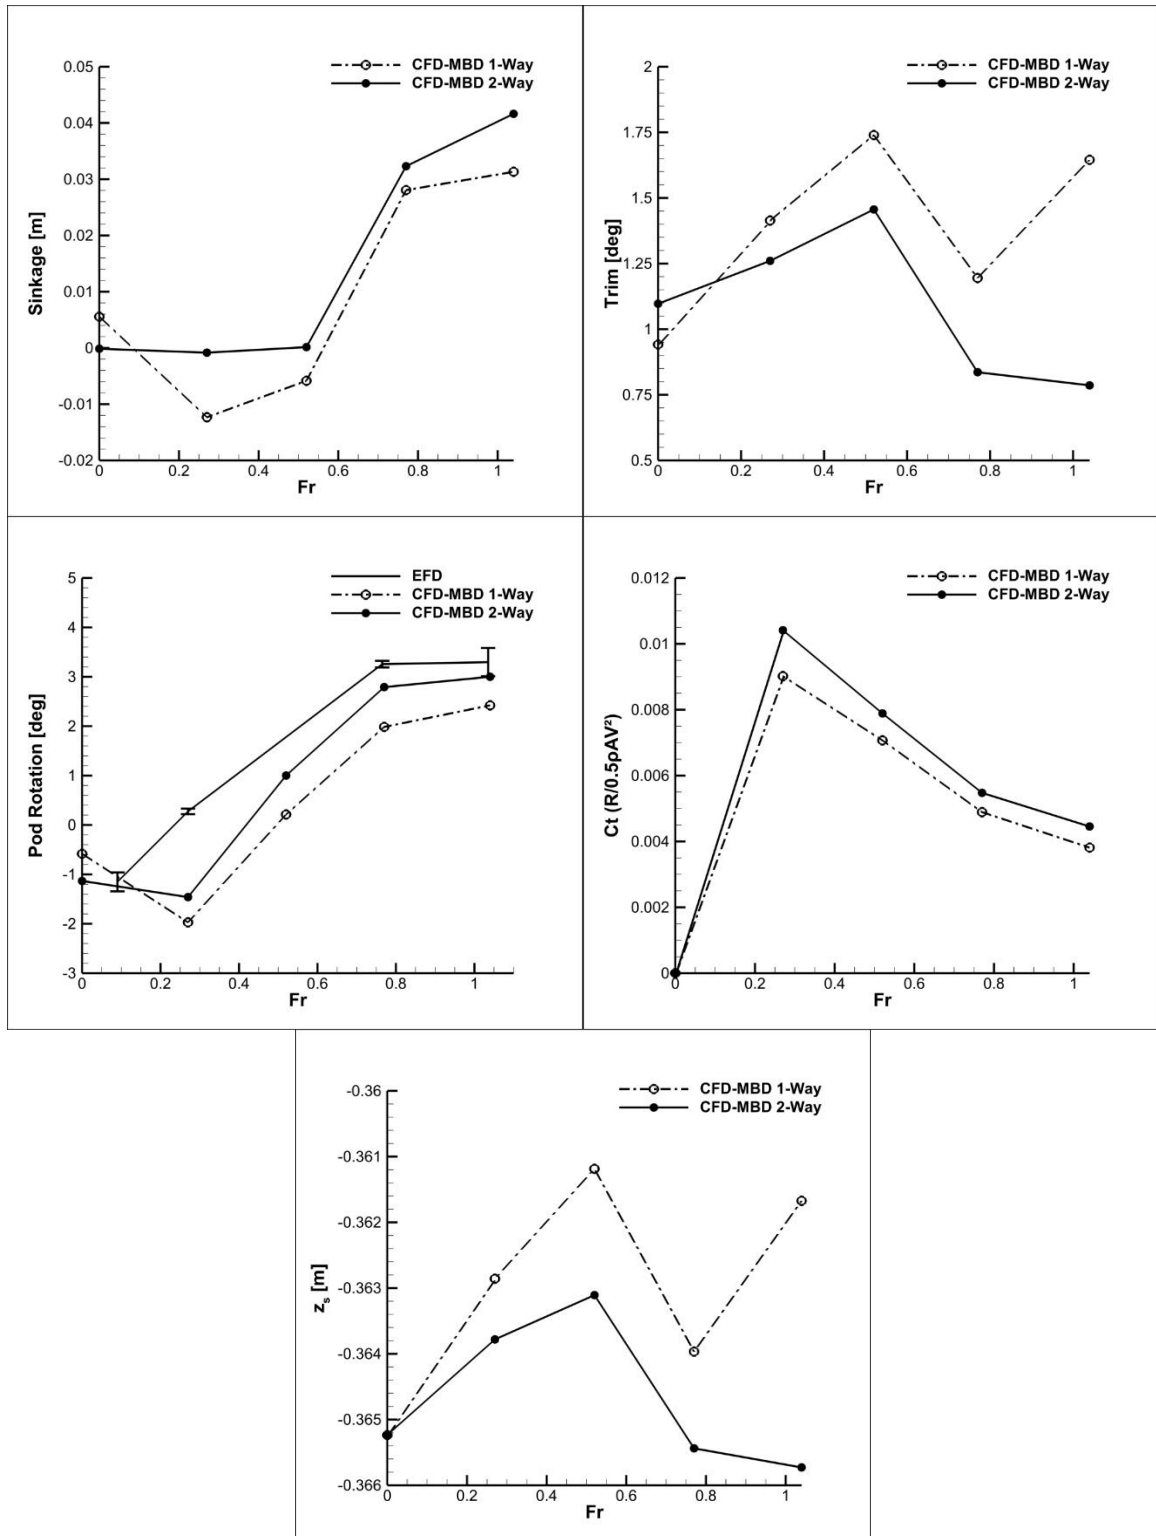 CFD-MBD 1-Way
CFD-MBD 2-Way
0.05
0.04
0.03
0.02
0.01
0
-0.01
-0.02
Sinkage [m]
0 0.2 0.4 0.6 0.8 1
Fr
CFD-MBD 1-Way
CFD-MBD 2-Way
2
1.75
1.5
1.25
1
0.75
0.5
Trim [deg]
0 0.2 0.4 0.6 0.8 1
Fr
EFD
CFD-MBD 1-Way
CFD-MBD 2-Way
5
4
3
2
1
0
-1
-2
-3
Pod Rotation [deg]
0 0.2 0.4 0.6 0.8 1
Fr
CFD-MBD 1-Way
CFD-MBD 2-Way
0.012
0.01
0.008
0.006
0.004
0.002
0
Ct (R/0.5ρAV²)
0 0.2 0.4 0.6 0.8 1
Fr
CFD-MBD 1-Way
CFD-MBD 2-Way
-0.36
-0.361
-0.362
-0.363
-0.364
-0.365
-0.366
zₛ [m]
0 0.2 0.4 0.6 0.8 1
Fr